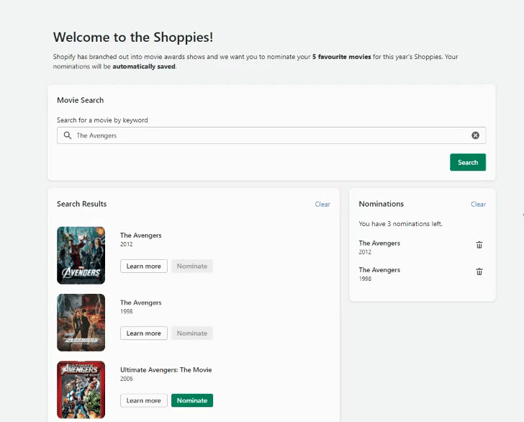 Welcome to the Shoppies!
Shopify has branched out into movie awards shows and we want you to nominate your 5 favourite movies for this year's Shoppies. Your
nominations will be automatically saved.
Movie Search
Search for a movie by keyword
The Avengers
Search
Search Results
Clear
The Avengers
2012
Learn more
Nominate
AVENGERS
The Avengers
1998
Learn more
Nominate
Ultimate Avengers: The Movie
2006
Learn more
Nominate
AVENGERS
Nominations
Clear
You have 3 nominations left.
The Avengers
2012
The Avengers
1998